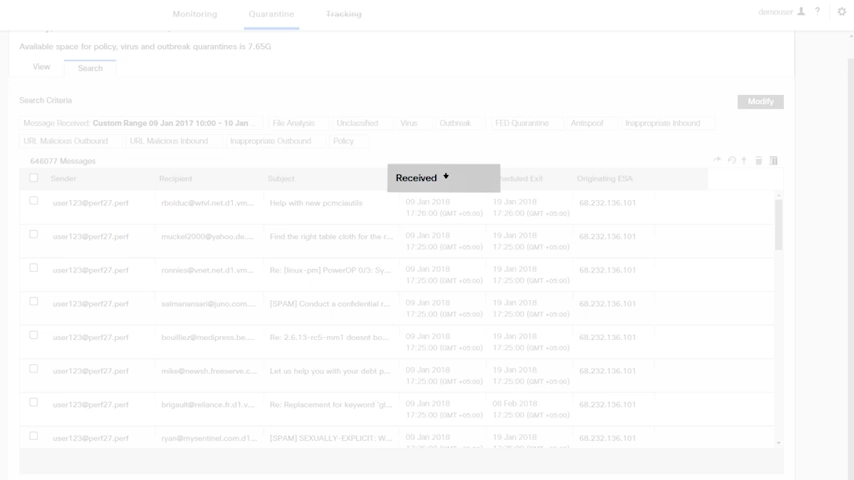 Monitoring Quarantine Tracking demouser ?
Available space for policy, virus and outbreak quarantines is 7.65G
View Search
Search Criteria
Modify
Message Received: Custom Range 09 Jan 2017 10:00 - 10 Jan File Analysis Unclassified Virus Outbreak FED-Quarantine Antispoof Inappropriate Inbound
URL Malicious Outbound URL Malicious Inbound Inappropriate Outbound Policy
646077 Messages
Sender Recipient Subject Received Scheduled Exit Originating ESA
user123@perf27.perf Help with new pcmciautils 09 Jan 2018 19 Jan 2018 68.232.136.101
17:26:00 (GMT +05:00) 17:26:00 (GMT +05:00)
user123@perf27.perf muckel2000@yahoo.de... Find the right table cloth for the r... 09 Jan 2018 19 Jan 2018 68.232.136.101
17:25:00 (GMT +05:00) 17:25:00 (GMT +05:00)
user123@perf27.perf ronnies@vnet.net.d1.vm... Re: [linux-pm] PowerOP 0/3: Sy... 09 Jan 2018 19 Jan 2018 68.232.136.101
17:25:00 (GMT +05:00) 17:25:00 (GMT +05:00)
user123@perf27.perf salmanansari@juno.com... [SPAM] Conduct a confidential r... 09 Jan 2018 19 Jan 2018 68.232.136.101
17:25:00 (GMT +05:00) 17:25:00 (GMT +05:00)
user123@perf27.perf Re: 2.6.13-rc5-mm1 doesnt bo... 09 Jan 2018 19 Jan 2018 68.232.136.101
17:25:00 (GMT +05:00) 17:25:00 (GMT +05:00)
user123@perf27.perf mike@newsh.freeserve.c... Let us help you with your debt p... 09 Jan 2018 19 Jan 2018 68.232.136.101
17:25:00 (GMT +05:00) 17:25:00 (GMT +05:00)
user123@perf27.perf brigault@reliance.fr.d1.v... Re: Replacement for keyword 'gl... 09 Jan 2018 08 Feb 2018 68.232.136.101
17:25:00 (GMT +05:00) 17:25:00 (GMT +05:00)
user123@perf27.perf ryan@mysentinel.com.d1... [SPAM] SEXUALLY-EXPLICIT: W... 09 Jan 2018 19 Jan 2018 68.232.136.101